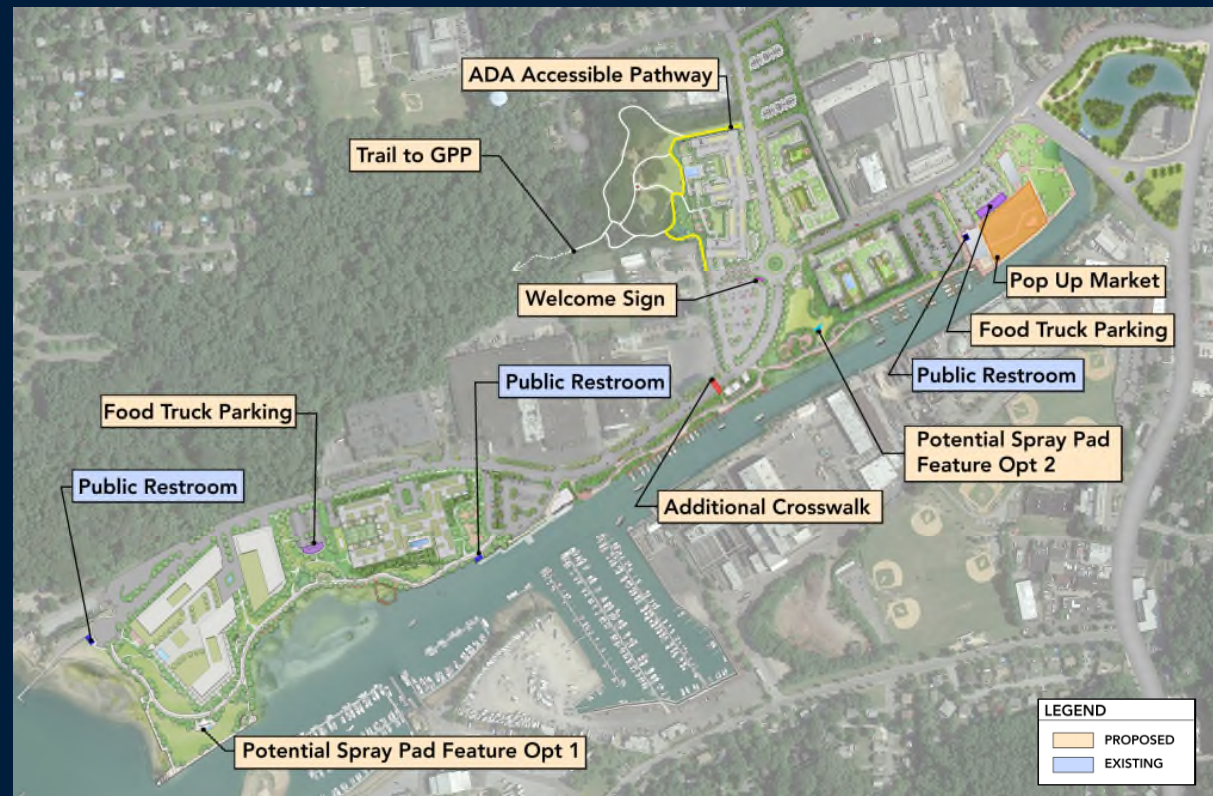 ADA Accessible Pathway
Trail to GPP
Welcome Sign
Pop Up Market
Food Truck Parking
Public Restroom
Public Restroom
Food Truck Parking
Public Restroom
Potential Spray Pad
Feature Opt 2
Additional Crosswalk
Potential Spray Pad Feature Opt 1
LEGEND
PROPOSED
EXISTING